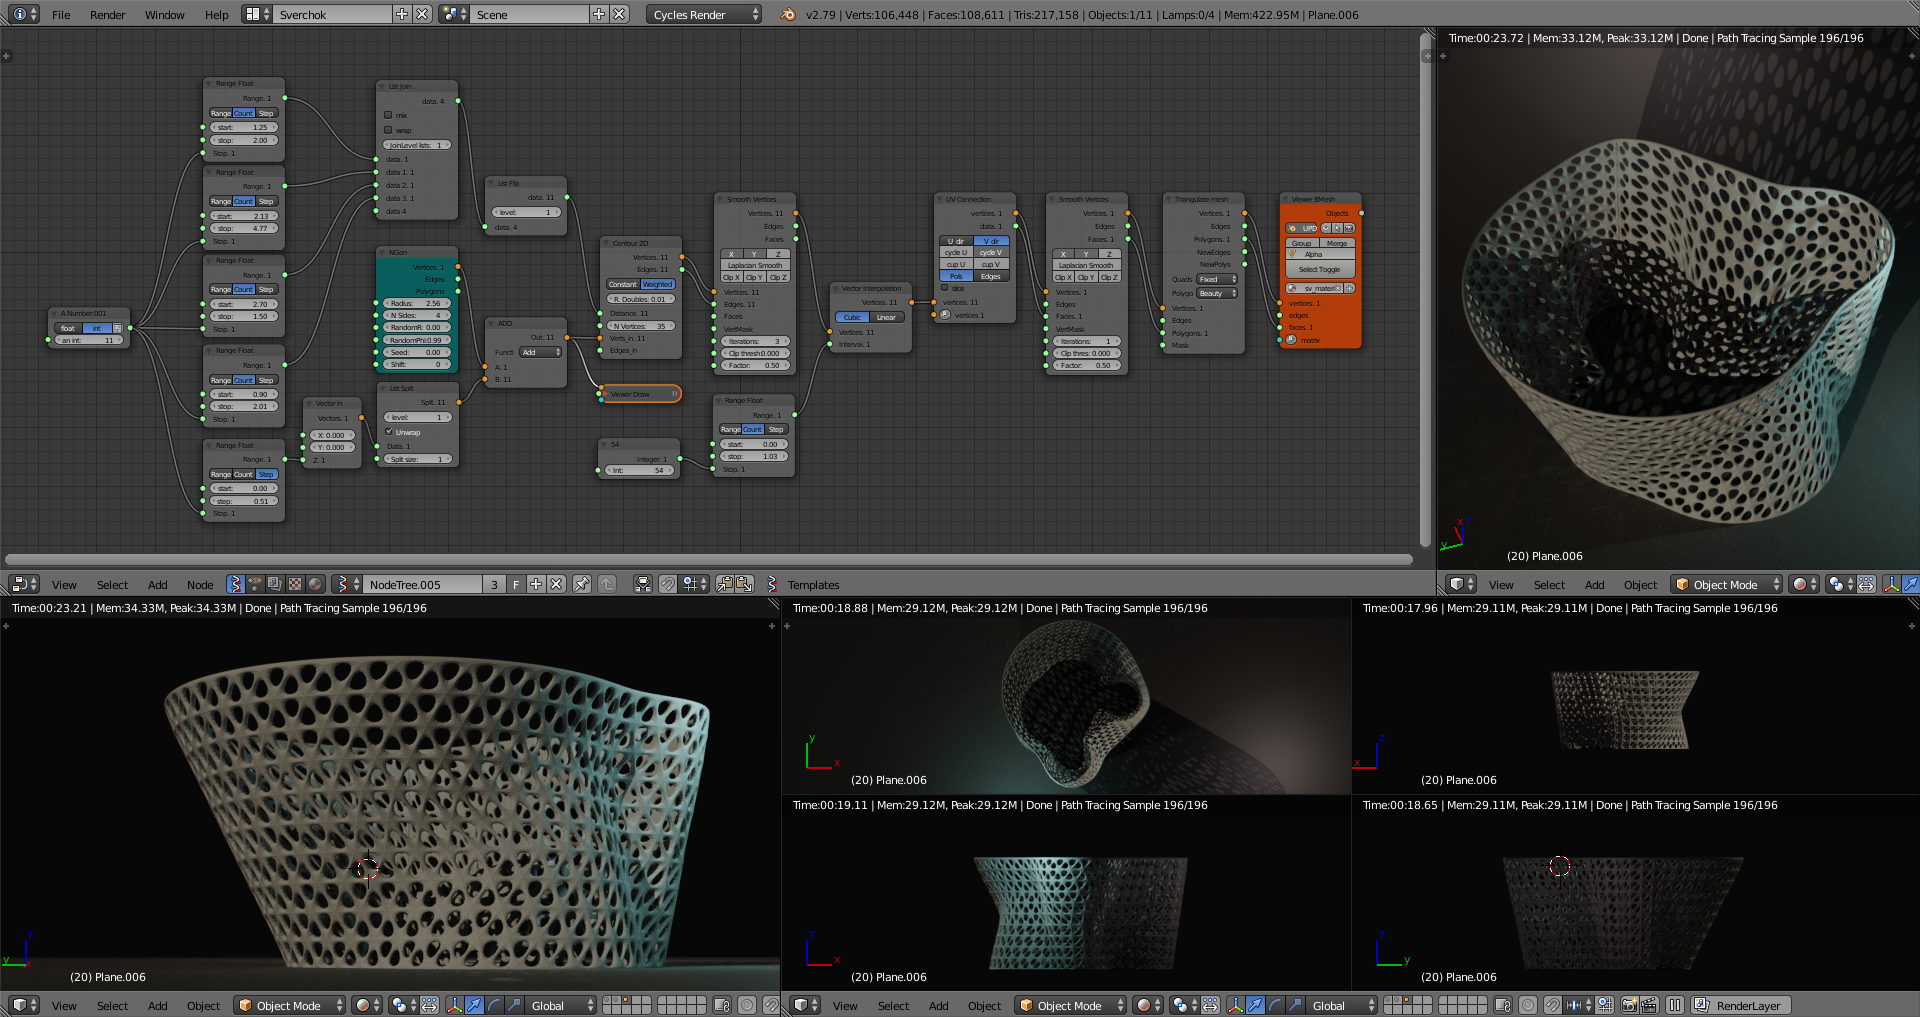 File Render Window Help Sverchok Scene Cycles Render v2.79 | Verts:106,448 | Faces:108,611 | Tris:217,158 | Objects:1/11 | Lamps:0/4 | Mem:422.95M | Plane.006
A Number.001
float int
an int: 11
Range Float
Range. 1
Range Count Step
start: 1.25
stop: 2.00
Stop. 1
Range Float
Range. 1
Range Count Step
start: 2.13
stop: 4.77
Stop. 1
Range Float
Range. 1
Range Count Step
start: 2.70
stop: 1.50
Stop. 1
Range Float
Range. 1
Range Count Step
start: 0.90
stop: 2.01
Stop. 1
Range Float
Range. 1
Range Count Step
start: 0.00
step: 0.51
Stop. 1
Vector in
Vectors. 1
X: 0.000
Y: 0.000
Z. 1
List Join
data. 4
mix
wrap
JoinLevel lists: 1
data. 1
data 1. 1
data 2. 1
data 3. 1
data 4
NGon
Vertices. 1
Edges
Polygons
Radius: 2.56
N Sides: 4
RandomR: 0.00
RandomPhi:0.99
Seed: 0.00
Shift: 0
List Split
Split. 11
level: 1
Unwrap
Data. 1
Split size: 1
List Flip
data. 11
level: 1
data. 4
ADD
Out. 11
Functi Add
A. 1
B. 11
Contour 2D
Vertices. 11
Edges. 11
Constant Weighted
R. Doubles: 0.01
Distance. 11
N Vertices: 35
Verts_in. 11
Edges_in
Viewer Draw
54
Integer. 1
Int: 54
Smooth Vertices
Vertices. 11
Edges
Faces
X Y Z
Laplacian Smooth
Clip X Clip Y Clip Z
Vertices. 11
Edges. 11
Faces
VertMask
Iterations: 3
Clip thresh:0.000
Factor: 0.50
Range Float
Range. 1
Range Count Step
start: 0.00
stop: 1.03
Stop. 1
Vector Interpolation
Vertices. 11
Cubic Linear
Vertices. 11
Interval. 1
UV Connection
vertices. 1
data. 1
U dir V dir
cycle U cycle V
cup U cup V
Pols Edges
slice
vertices. 11
vertices 1
Smooth Vertices
Vertices. 1
Edges
Faces. 1
X Y Z
Laplacian Smooth
Clip X Clip Y Clip Z
Vertices. 1
Edges
Faces. 1
VertMask
Iterations: 1
Clip thres: 0.000
Factor: 0.50
Triangulate mesh
Vertices. 1
Edges
Polygons. 1
NewEdges
NewPolys
Quads Fixed
Polygo Beauty
Vertices. 1
Edges
Polygons. 1
Mask
Viewer BMesh
Objects
UPD
Group Merge
Alpha
Select Toggle
sv_materi
vertices. 1
edges
faces. 1
matrix
Time:00:23.72 | Mem:33.12M, Peak:33.12M | Done | Path Tracing Sample 196/196
x
z
y
(20) Plane.006
View Select Add Node NodeTree.005 3 F Templates
View Select Add Object Object Mode
Time:00:23.21 | Mem:34.33M, Peak:34.33M | Done | Path Tracing Sample 196/196
z
y
x
(20) Plane.006
Time:00:18.88 | Mem:29.12M, Peak:29.12M | Done | Path Tracing Sample 196/196
y
x
(20) Plane.006
Time:00:17.96 | Mem:29.11M, Peak:29.11M | Done | Path Tracing Sample 196/196
z
x
(20) Plane.006
Time:00:19.11 | Mem:29.12M, Peak:29.12M | Done | Path Tracing Sample 196/196
z
x
(20) Plane.006
Time:00:18.65 | Mem:29.11M, Peak:29.11M | Done | Path Tracing Sample 196/196
z
y
(20) Plane.006
View Select Add Object Object Mode Global
View Select Add Object Object Mode Global RenderLayer